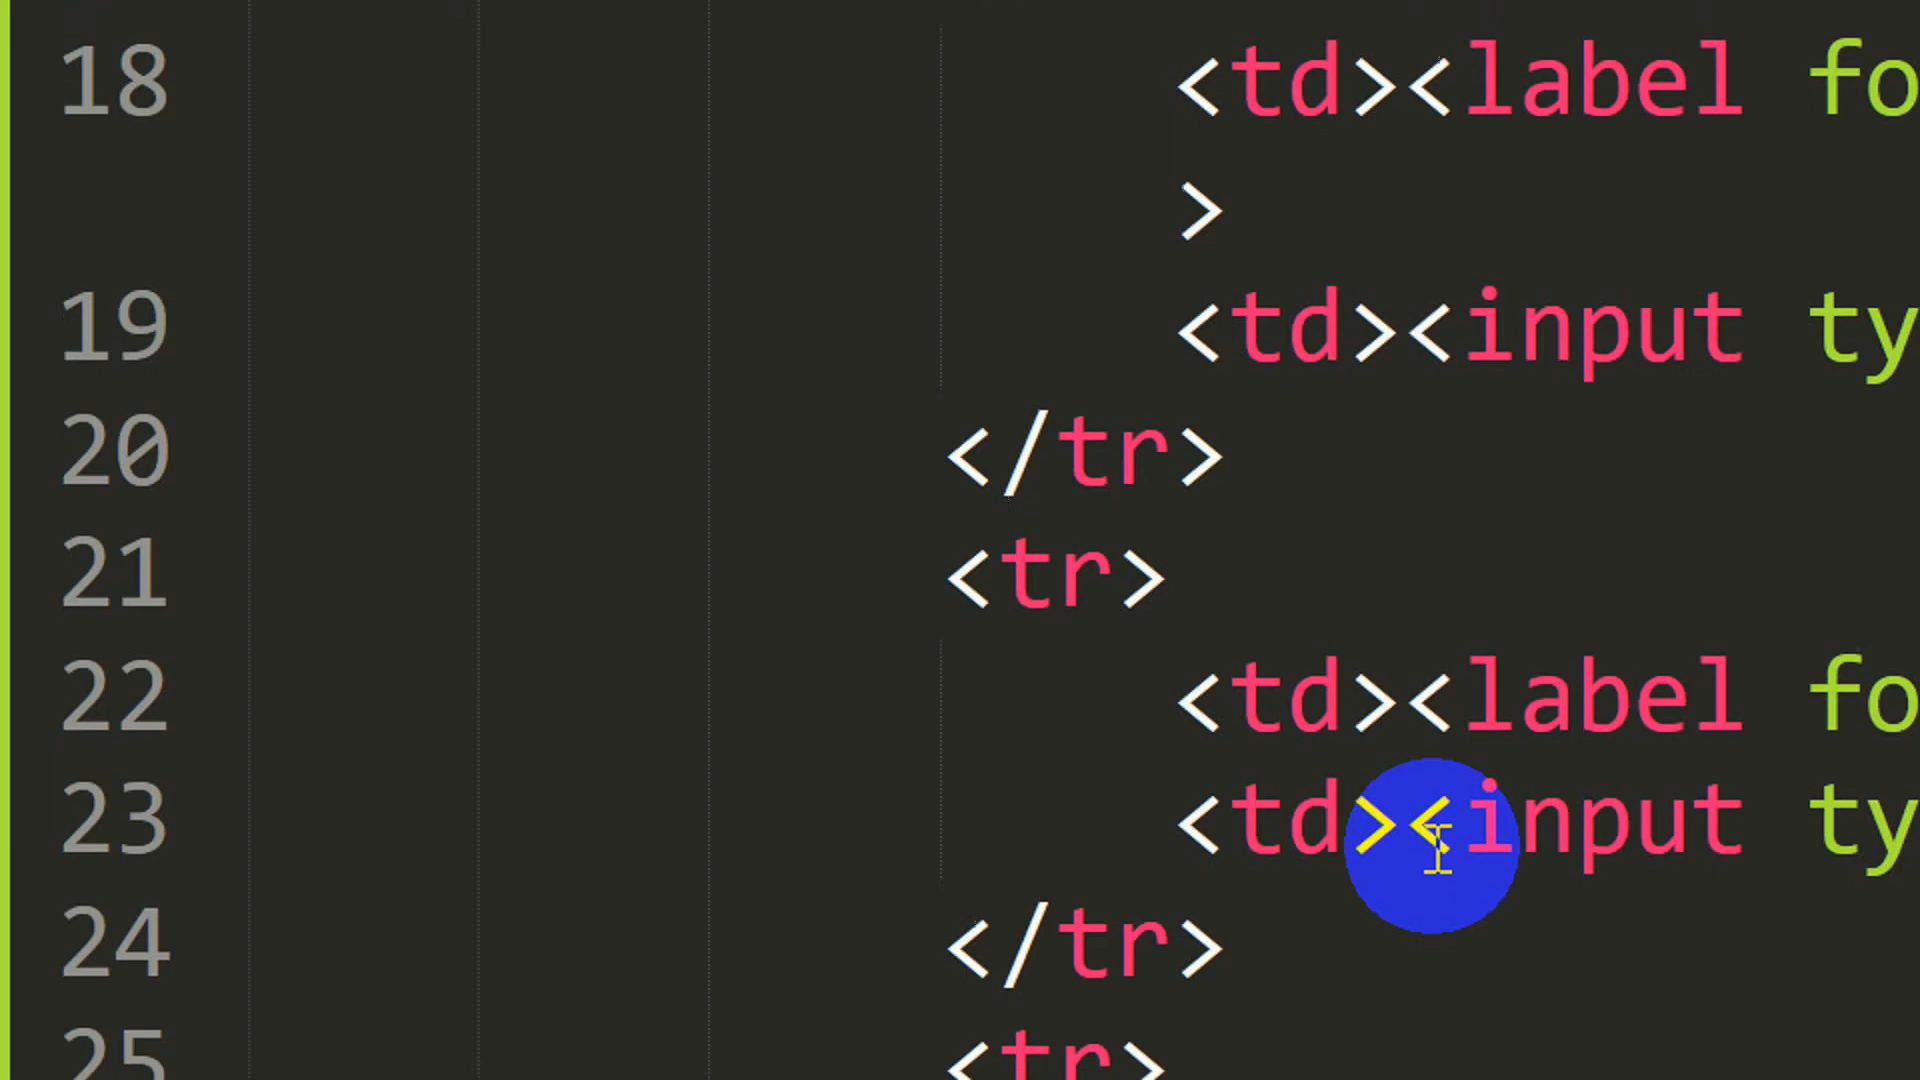 18 <td><label fo
>
19 <td><input ty
20 </tr>
21 <tr>
22 <td><label fo
23 <td><input ty
24 </tr>
25 <tr>